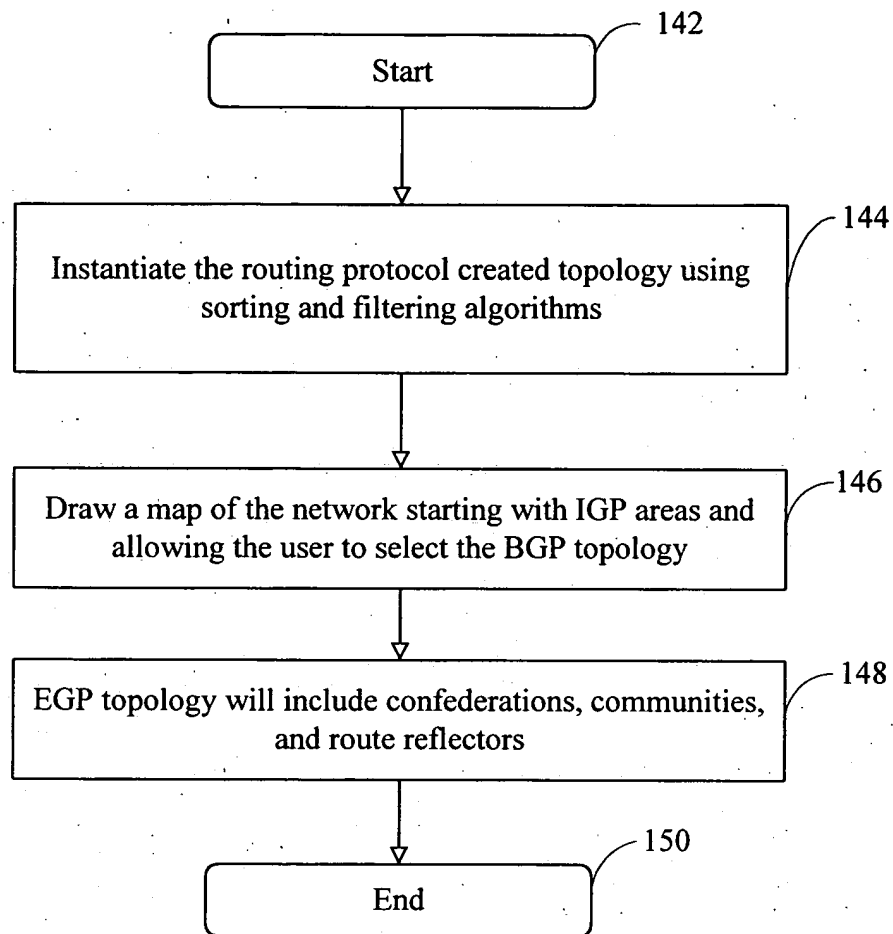 142
Start
144
Instantiate the routing protocol created topology using
sorting and filtering algorithms
146
Draw a map of the network starting with IGP areas and
allowing the user to select the BGP topology
148
EGP topology will include confederations, communities,
and route reflectors
150
End